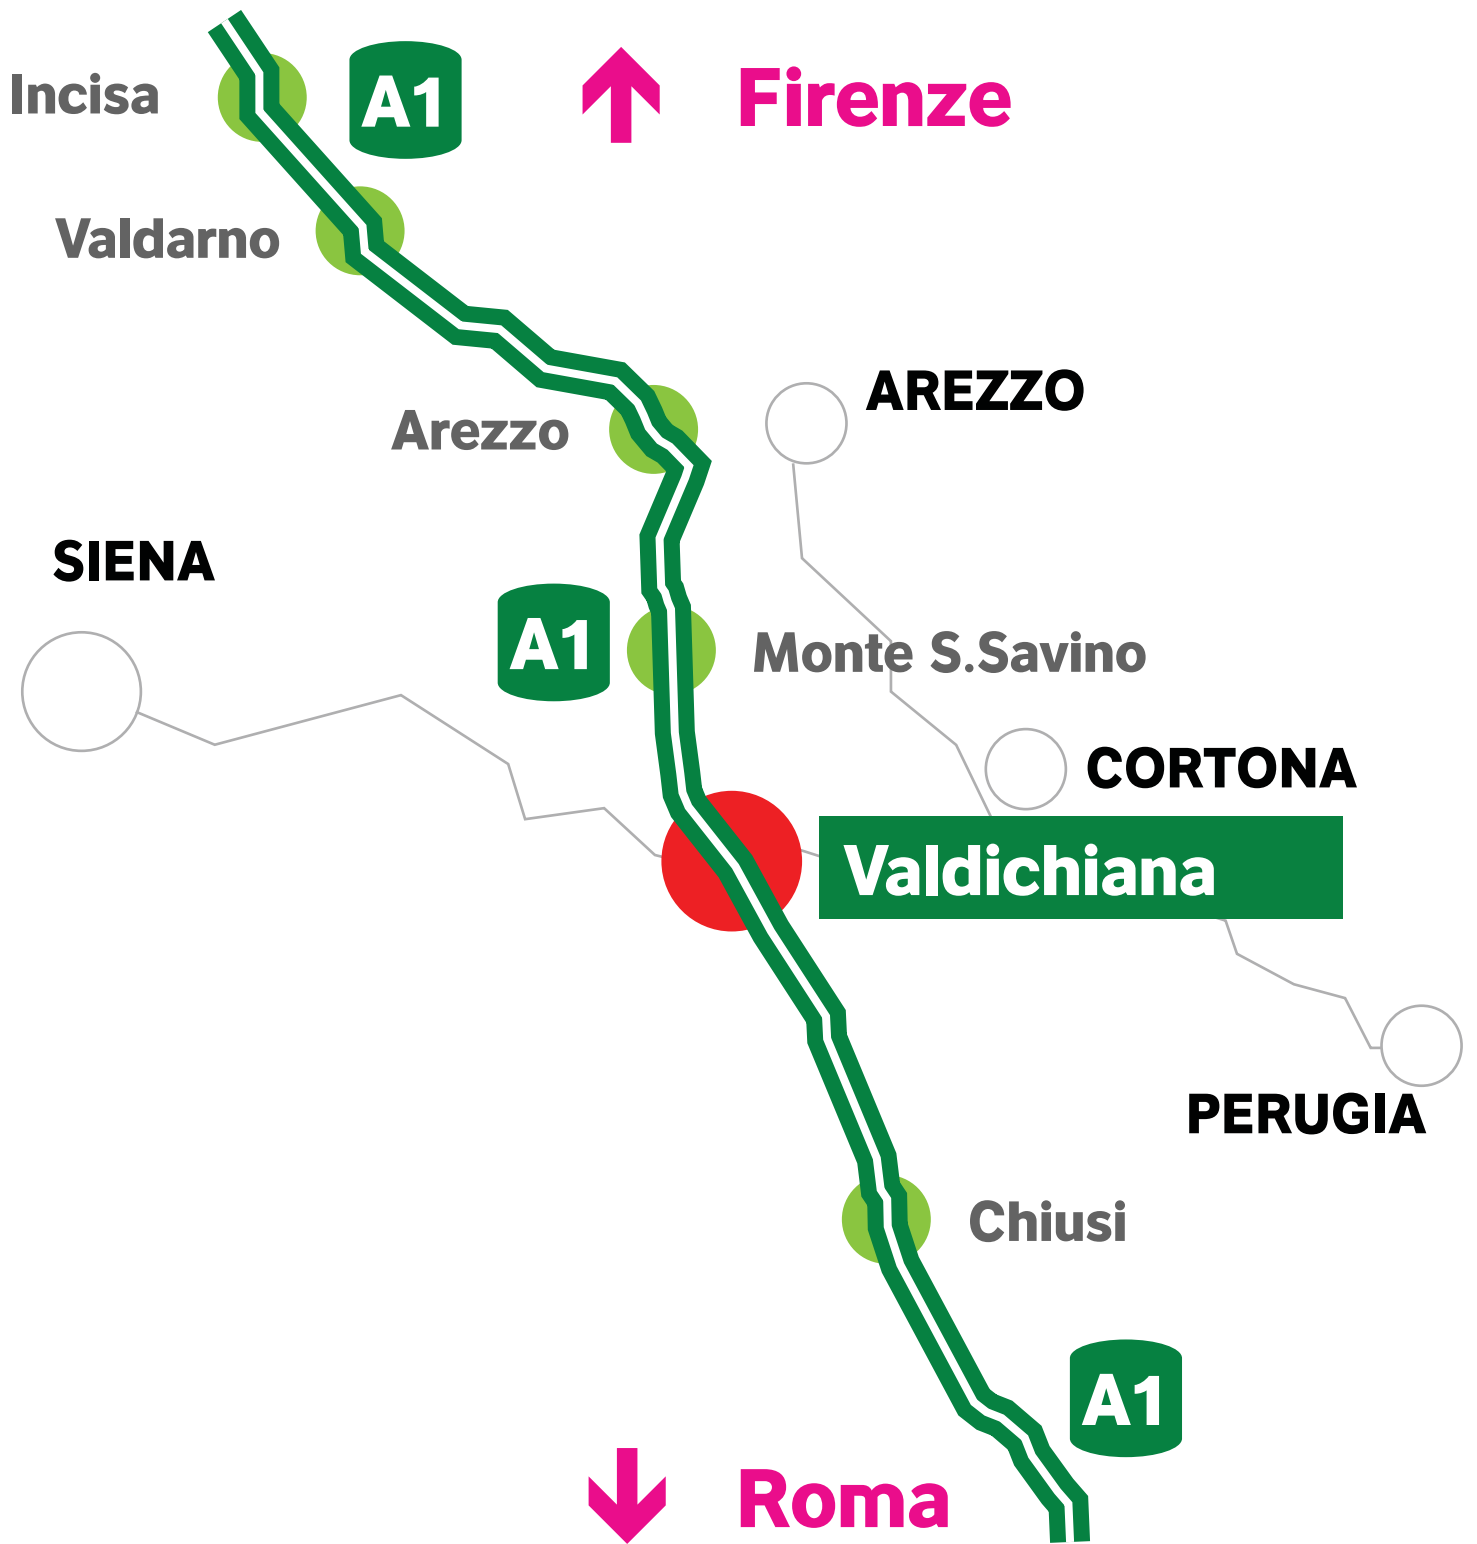 Incisa
A1
Firenze
Valdarno
AREZZO
Arezzo
SIENA
A1
Monte S.Savino
CORTONA
Valdichiana
PERUGIA
Chiusi
A1
Roma